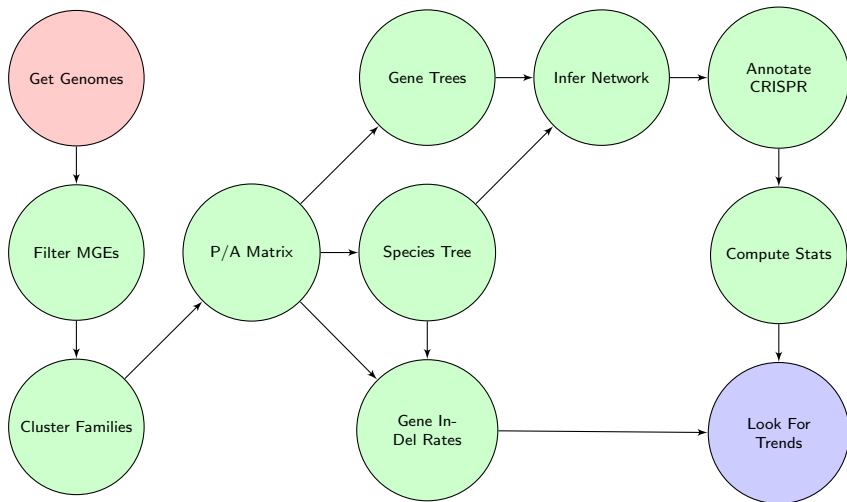 Get Genomes
Filter MGEs
Cluster Families
P/A Matrix
Gene Trees
Species Tree
Gene In-
Del Rates
Infer Network
Annotate
CRISPR
Compute Stats
Look For
Trends